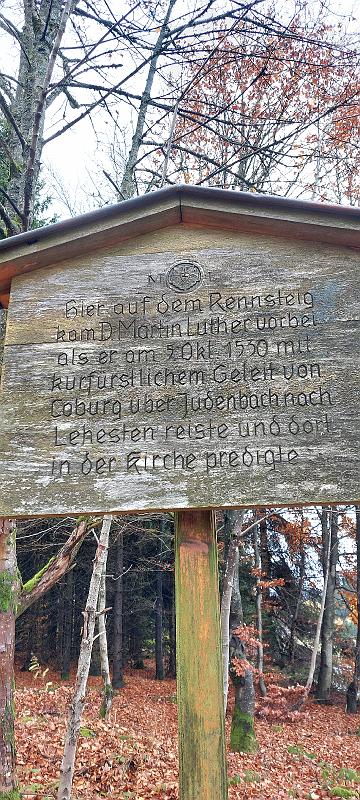 M L
Hier auf dem Rennsteig
kam D. Martin Luther vorbei
als er am 5. Okt. 1530 mit
kurfürstlichem Geleit von
Coburg über Judenbach nach
Lehesten reiste und dort
in der Kirche predigte